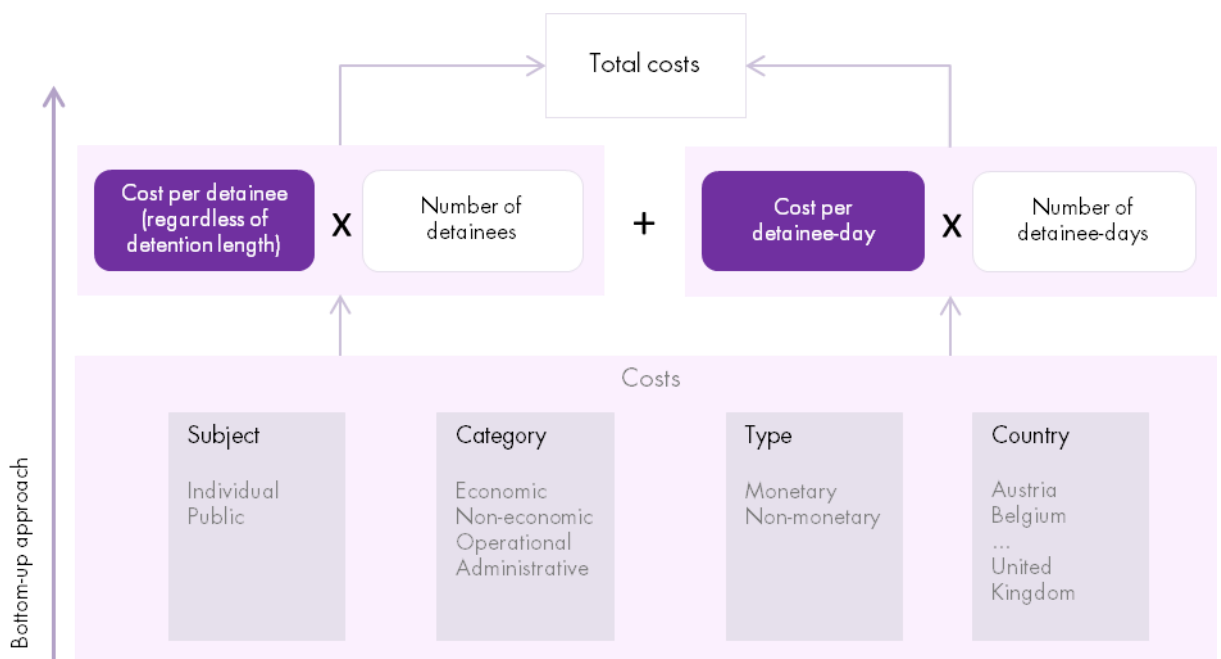 Total costs
Cost per detainee
(regardless of
detention length)
x
Number of
detainees
+
Cost per
detainee-day
x
Number of
detainee-days
Costs
Subject
Individual
Public
Category
Economic
Non-economic
Operational
Administrative
Type
Monetary
Non-monetary
Country
Austria
Belgium
...
United
Kingdom
Bottom-up approach